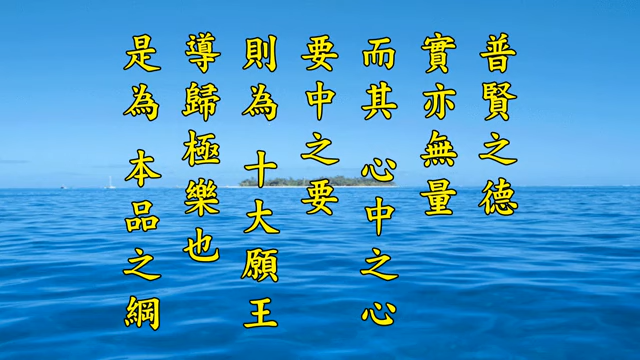 普賢之德
實亦無量
而其 心中之心
要中之要
則為 十大願王
導歸極樂也
是為 本品之綱